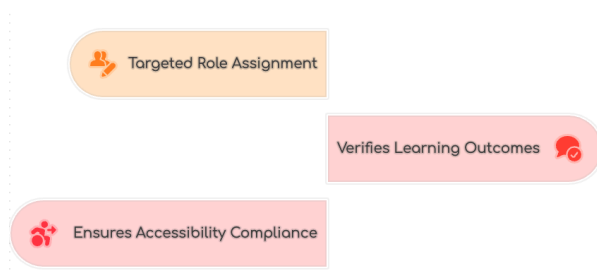 Targeted Role Assignment
Verifies Learning Outcomes
Ensures Accessibility Compliance